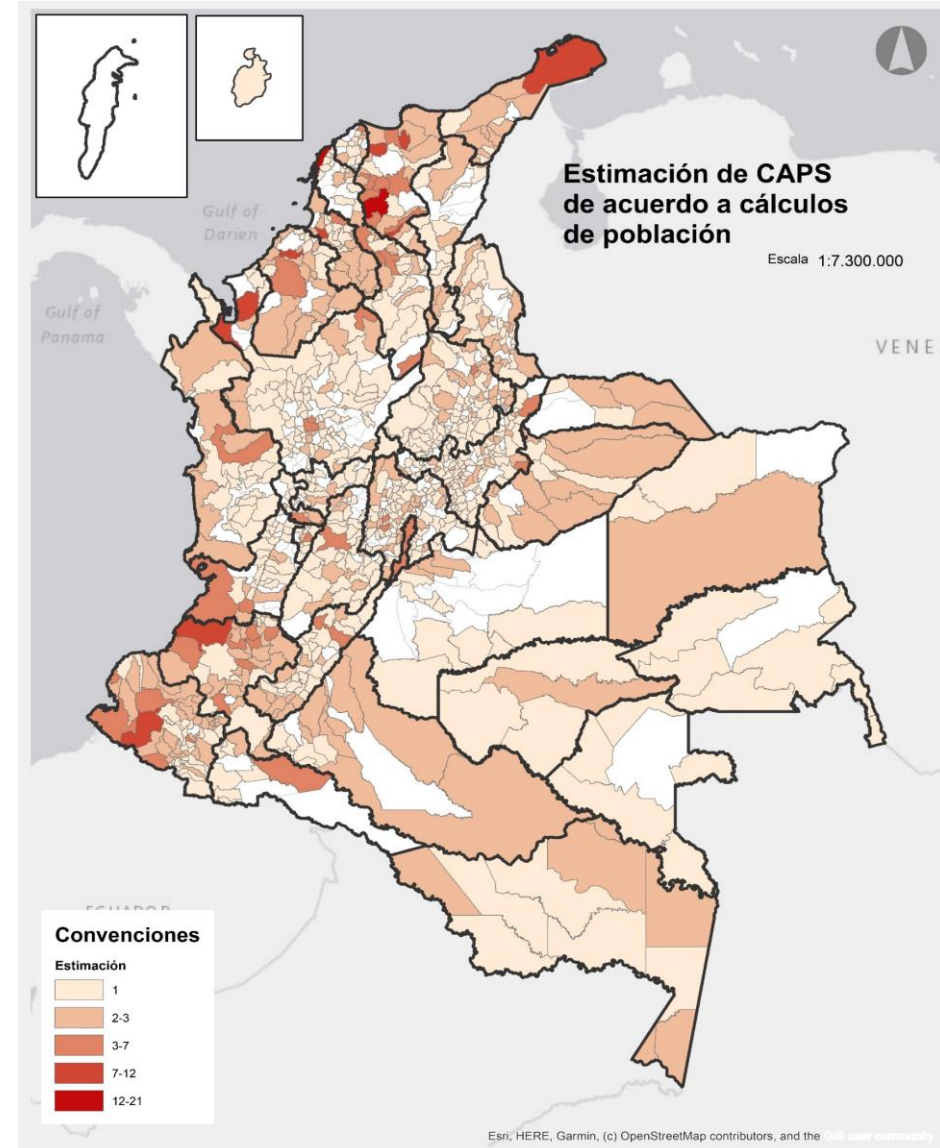 Estimación de CAPS
de acuerdo a cálculos
de población
Escala 1:7.300.000
Gulf of
Darien
Gulf of
Panama
VENE
ECUADOR
Convenciones
Estimación
1
2-3
3-7
7-12
12-21
Esri, HERE, Garmin, (c) OpenStreetMap contributors, and the GIS user community